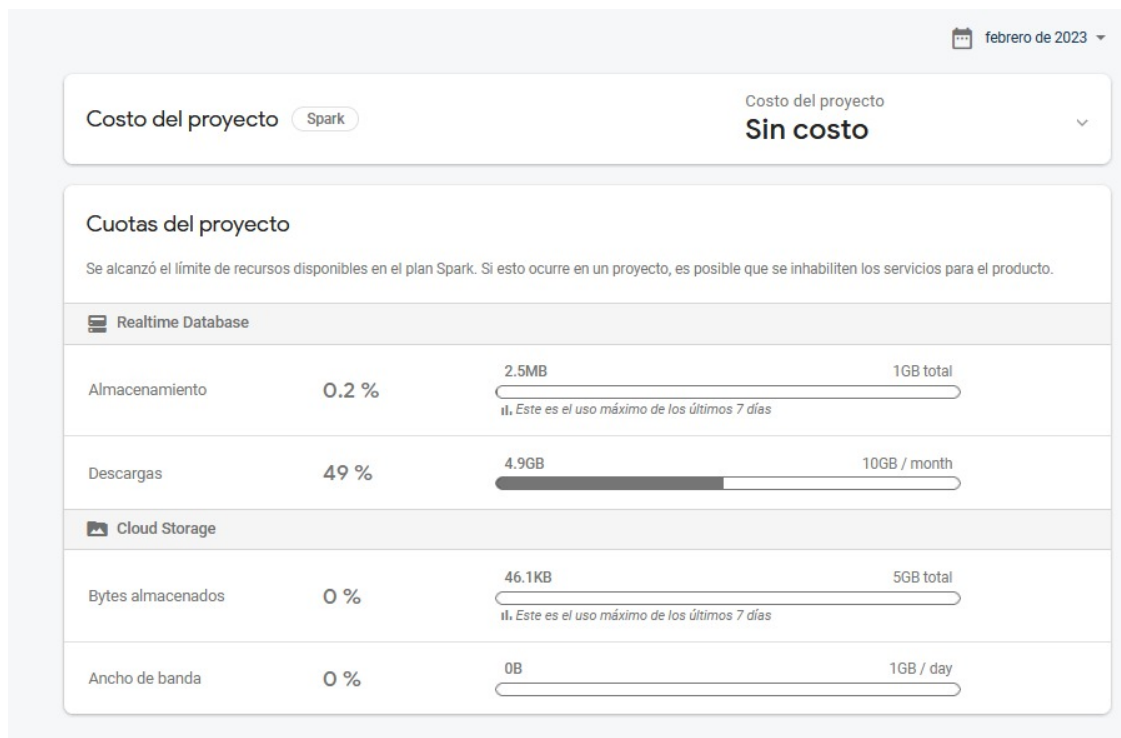 febrero de 2023
Costo del proyecto Spark
Costo del proyecto
Sin costo
Cuotas del proyecto
Se alcanzó el límite de recursos disponibles en el plan Spark. Si esto ocurre en un proyecto, es posible que se inhabiliten los servicios para el producto.
Realtime Database
Almacenamiento 0.2 % 2.5MB 1GB total
Este es el uso máximo de los últimos 7 días
Descargas 49 % 4.9GB 10GB / month
Cloud Storage
Bytes almacenados 0 % 46.1KB 5GB total
Este es el uso máximo de los últimos 7 días
Ancho de banda 0 % 0B 1GB / day